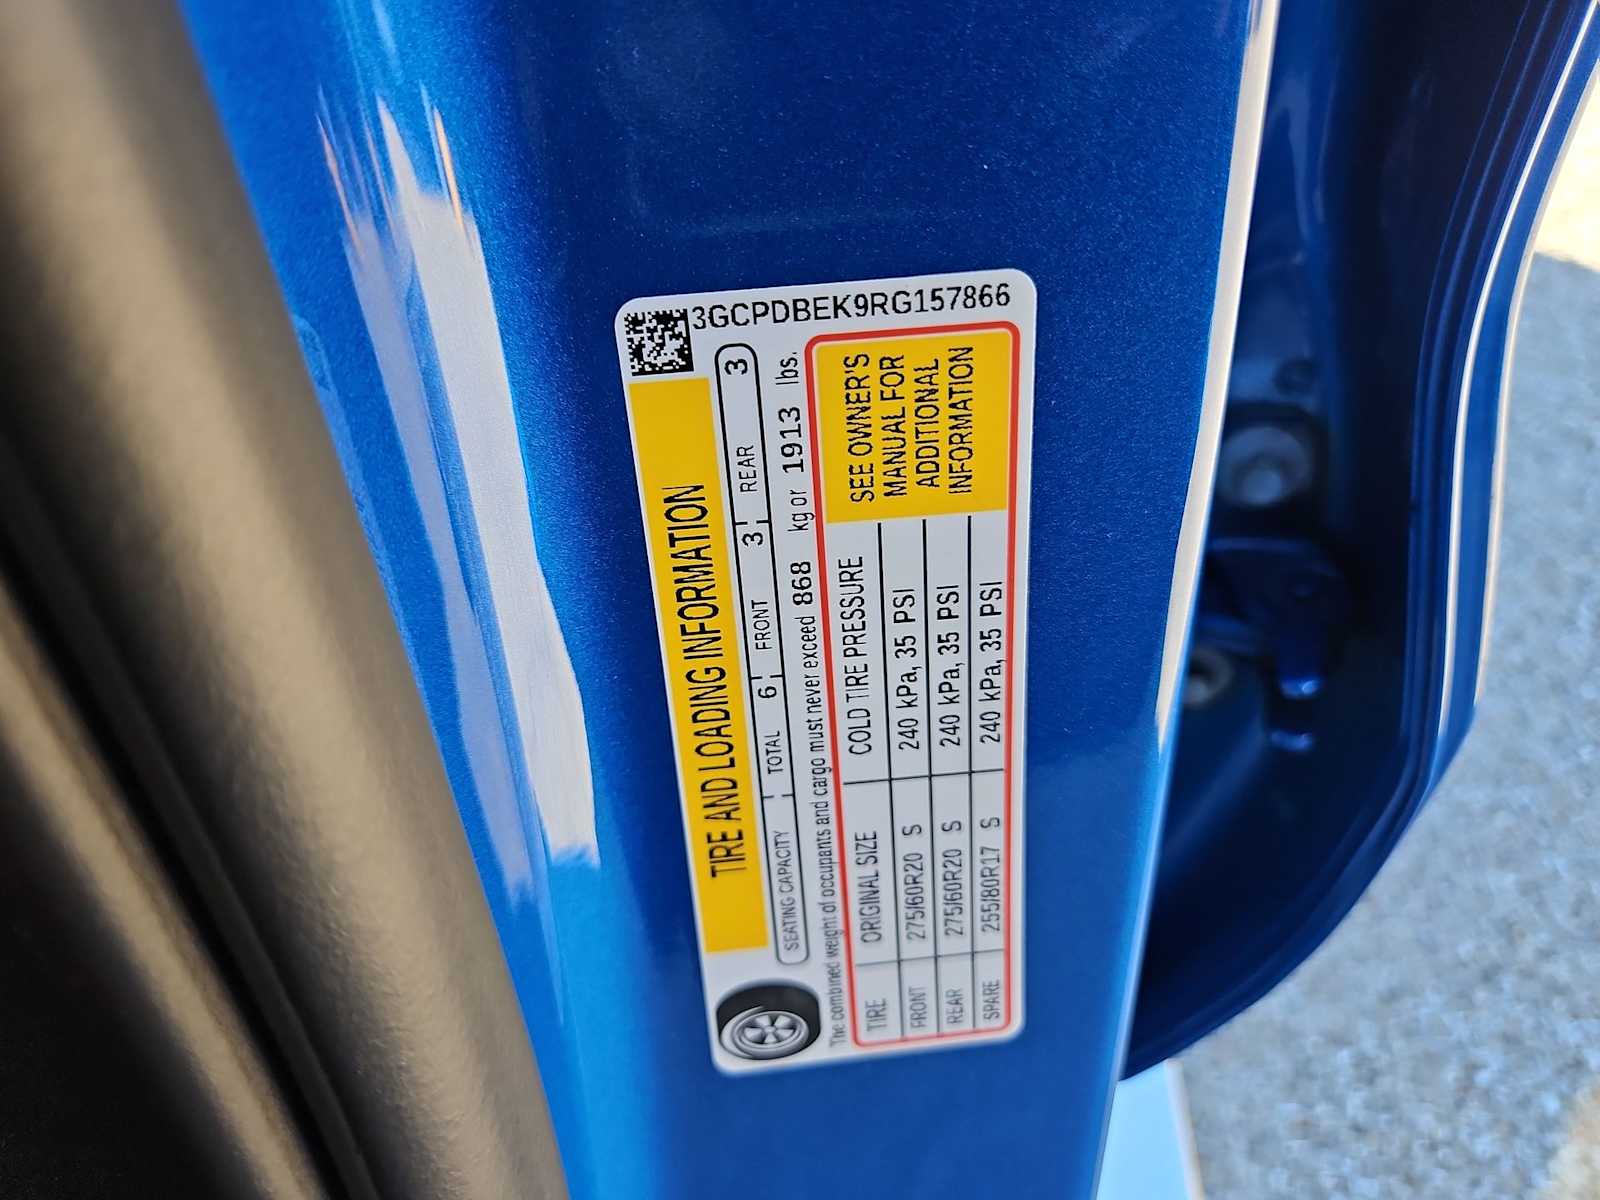 3GCPDBEK9RG157866
TIRE AND LOADING INFORMATION
SEATING CAPACITY TOTAL 6 FRONT 3 REAR 3
The combined weight of occupants and cargo must never exceed 868 kg or 1913 lbs.
TIRE ORIGINAL SIZE COLD TIRE PRESSURE
FRONT 275/60R20 S 240 kPa, 35 PSI
REAR 275/60R20 S 240 kPa, 35 PSI
SPARE 255/80R17 S 240 kPa, 35 PSI
SEE OWNER'S
MANUAL FOR
ADDITIONAL
INFORMATION